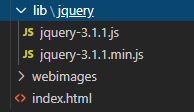 lib \ jquery
JS jquery-3.1.1.js
JS jquery-3.1.1.min.js
webimages
<> index.html